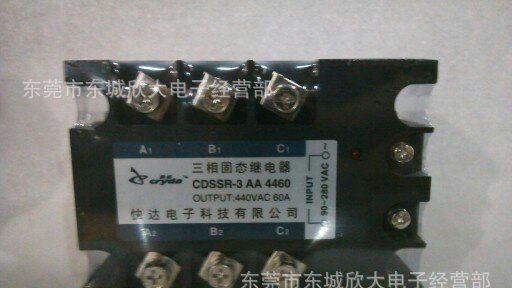 东莞市东城欣大电子经营部
A1 B1 C1
cryda
三相固态继电器
CDSSR-3 AA 4460
OUTPUT:440VAC 60A
快达电子科技有限公司
INPUT
90~280 VAC
A2 B2 C2
东莞市东城欣大电子经营部